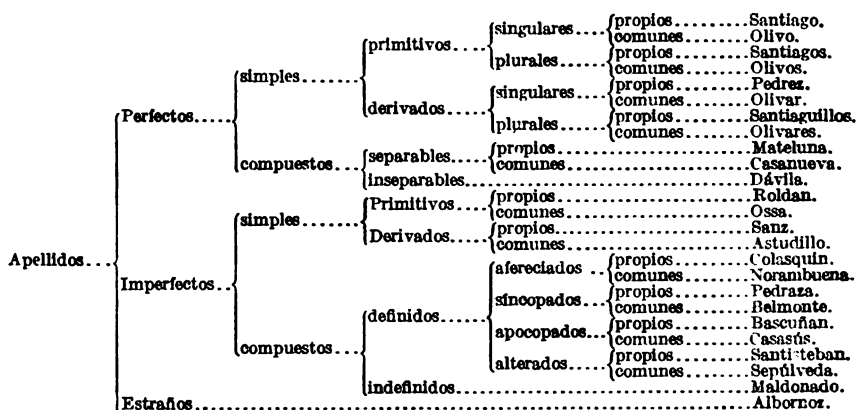 singulares...{propios............Santiago.
primitivos....{ {comunes............Olivo.
plurales.....{propios............Santiagos.
simples.........{ {comunes............Olivos.
singulares...{propios............Pedrez.
derivados.....{ {comunes............Olivar.
plurales.....{propios............Santiaguillos.
Perfectos....{ {comunes............Olivares.
compuestos....{separables....{propios............Mateluna.
{comunes............Casanueva.
inseparables............Dávila.
simples.........{Primitivos....{propios............Roldan.
{comunes............Ossa.
Derivados.....{propios............Sanz.
{comunes............Astudillo.
Apellidos....{
afereciados..{propios............Colasquin.
Imperfectos..{ {comunes............Norambuena.
sincopados...{propios............Pedraza.
definidos.....{ {comunes............Belmonte.
apocopados...{propios............Bascuñan.
compuestos....{ {comunes............Casasús.
alterados....{propios............Santisteban.
{comunes............Sepúlveda.
indefinidos............Maldonado.
Estraños............Albornoz.